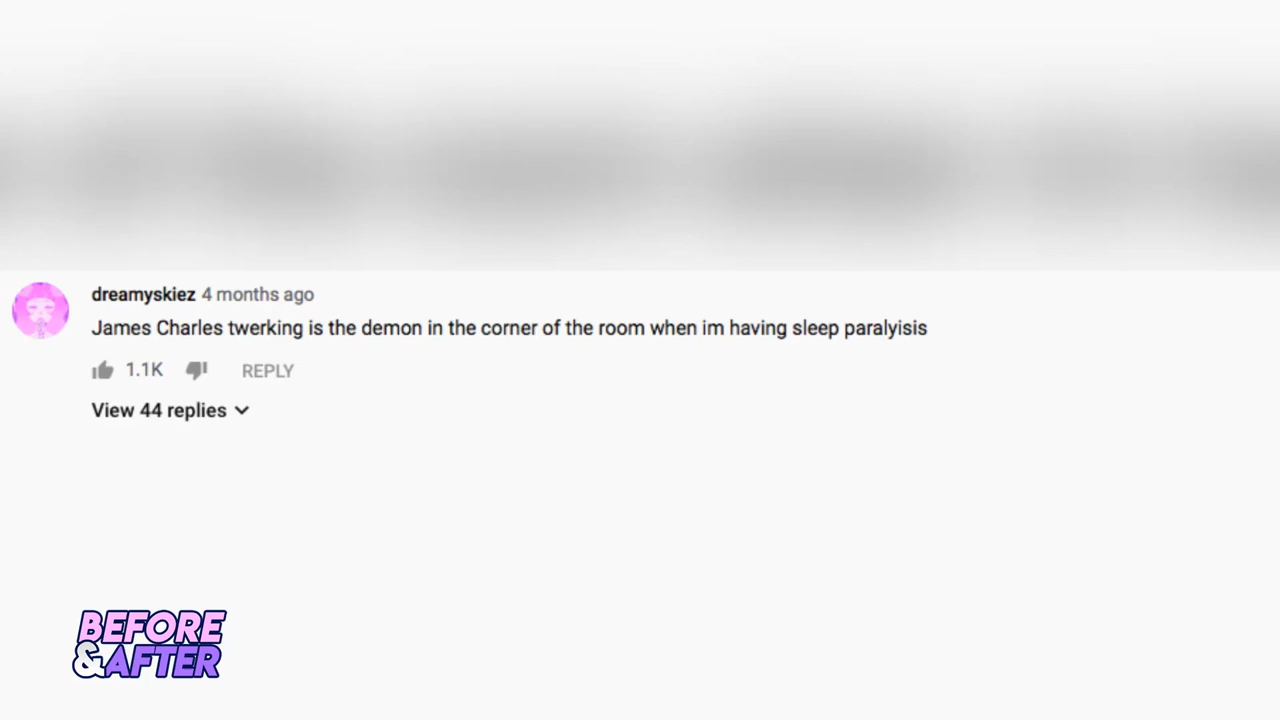 dreamyskiez 4 months ago
James Charles twerking is the demon in the corner of the room when im having sleep paralyisis
1.1K REPLY
View 44 replies
BEFORE
&AFTER